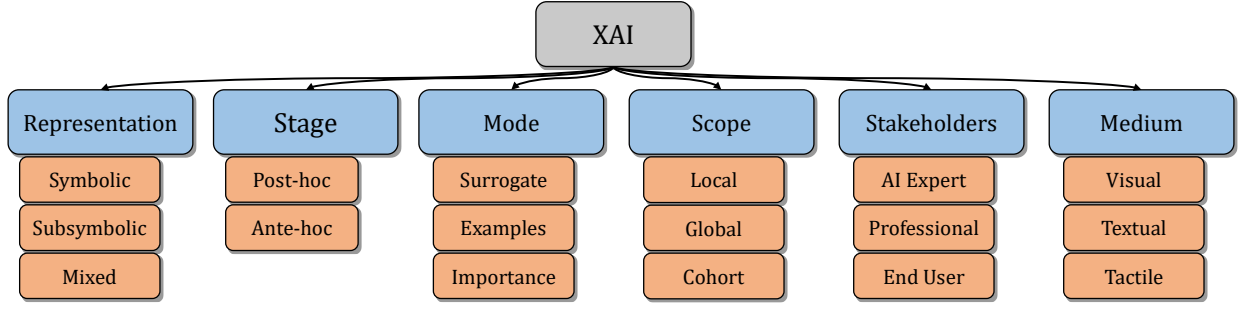 XAI
Representation
Symbolic
Subsymbolic
Mixed
Stage
Post-hoc
Ante-hoc
Mode
Surrogate
Examples
Importance
Scope
Local
Global
Cohort
Stakeholders
AI Expert
Professional
End User
Medium
Visual
Textual
Tactile